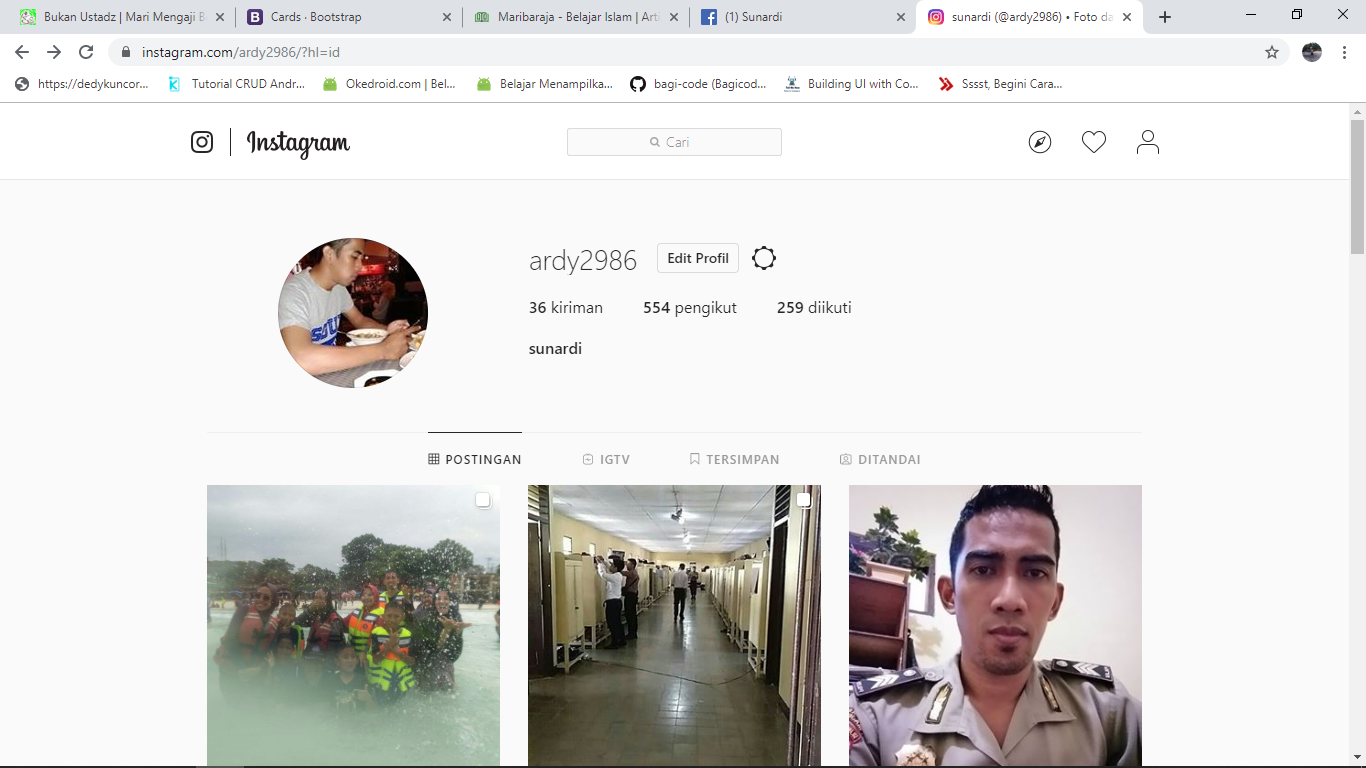 Bukan Ustadz | Mari Mengaji B
Cards · Bootstrap
Maribaraja - Belajar Islam | Arti
(1) Sunardi
sunardi (@ardy2986) • Foto da
instagram.com/ardy2986/?hl=id
https://dedykuncor...
Tutorial CRUD Andr...
Okedroid.com | Bel...
Belajar Menampilka...
bagi-code (Bagicod...
Building UI with Co...
Sssst, Begini Cara...
Instagram
Cari
ardy2986
Edit Profil
36 kiriman
554 pengikut
259 diikuti
sunardi
POSTINGAN
IGTV
TERSIMPAN
DITANDAI